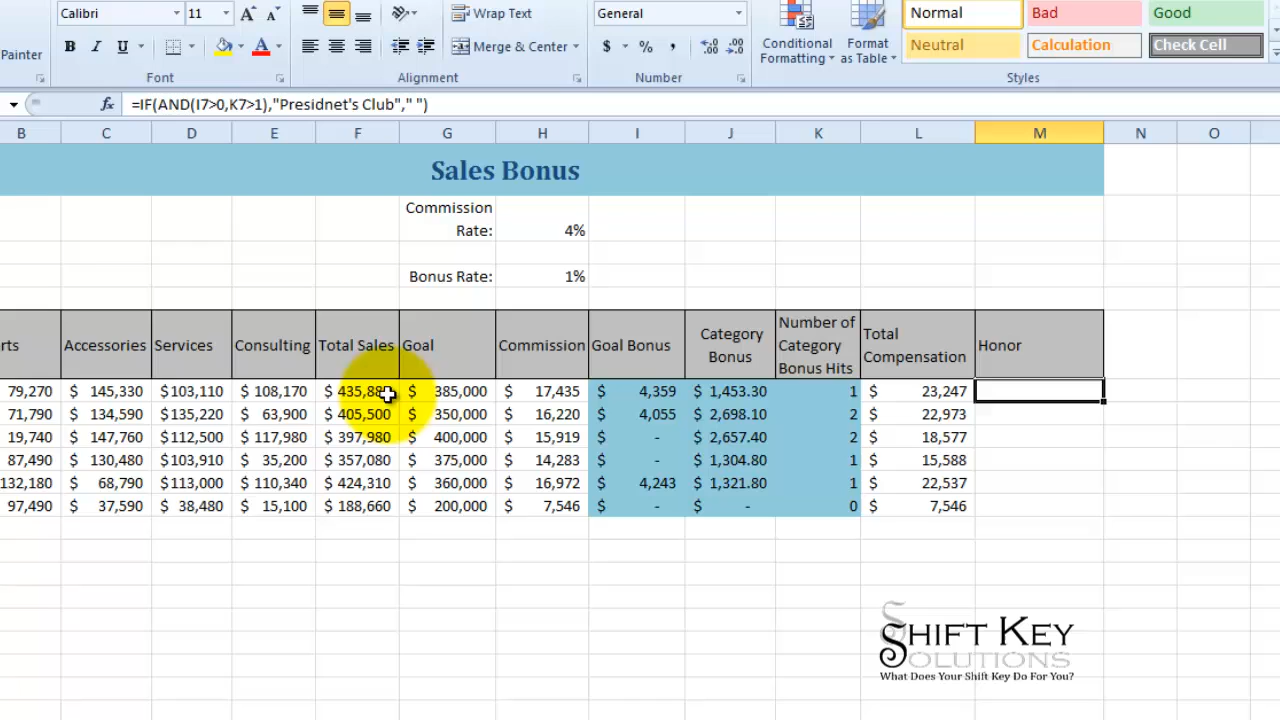 Calibri 11 Wrap Text General Normal Bad Good
Painter B I U Merge & Center $ % , Conditional Formatting Format as Table Neutral Calculation Check Cell
Font Alignment Number Styles
fx =IF(AND(I7>0,K7>1),"Presidnet's Club"," ")
B C D E F G H I J K L M N O
Sales Bonus
Commission
Rate: 4%
Bonus Rate: 1%
rts Accessories Services Consulting Total Sales Goal Commission Goal Bonus Category Bonus Number of Category Bonus Hits Total Compensation Honor
79,270 $ 145,330 $103,110 $ 108,170 $ 435,880 $ 385,000 $ 17,435 $ 4,359 $ 1,453.30 1 $ 23,247
71,790 $ 134,590 $135,220 $ 63,900 $ 405,500 $ 350,000 $ 16,220 $ 4,055 $ 2,698.10 2 $ 22,973
19,740 $ 147,760 $112,500 $ 117,980 $ 397,980 $ 400,000 $ 15,919 $ - $ 2,657.40 2 $ 18,577
87,490 $ 130,480 $103,910 $ 35,200 $ 357,080 $ 375,000 $ 14,283 $ - $ 1,304.80 1 $ 15,588
132,180 $ 68,790 $113,000 $ 110,340 $ 424,310 $ 360,000 $ 16,972 $ 4,243 $ 1,321.80 1 $ 22,537
97,490 $ 37,590 $ 38,480 $ 15,100 $ 188,660 $ 200,000 $ 7,546 $ - $ - 0 $ 7,546
SHIFT KEY
SOLUTIONS
What Does Your Shift Key Do For You?